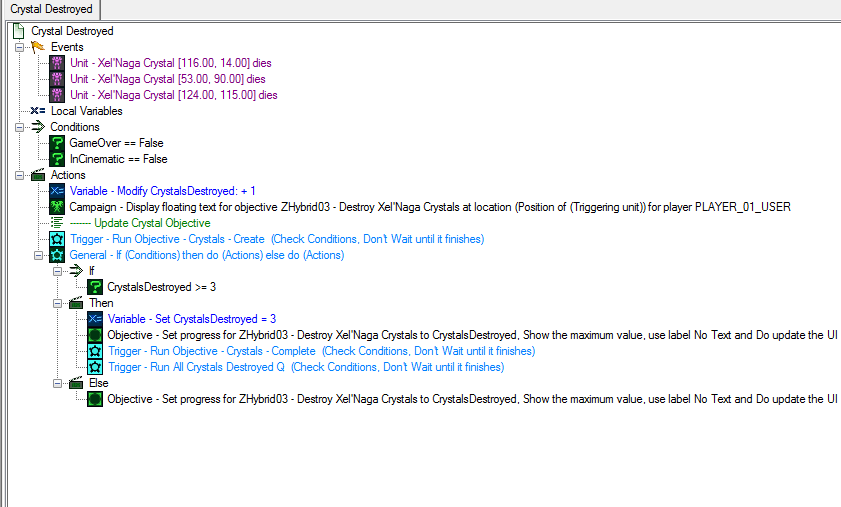 Crystal Destroyed
Crystal Destroyed
Events
Unit - Xel'Naga Crystal [116.00, 14.00] dies
Unit - Xel'Naga Crystal [53.00, 90.00] dies
Unit - Xel'Naga Crystal [124.00, 115.00] dies
Local Variables
Conditions
GameOver == False
InCinematic == False
Actions
Variable - Modify CrystalsDestroyed: + 1
Campaign - Display floating text for objective ZHybrid03 - Destroy Xel'Naga Crystals at location (Position of (Triggering unit)) for player PLAYER_01_USER
------- Update Crystal Objective
Trigger - Run Objective - Crystals - Create (Check Conditions, Don't Wait until it finishes)
General - If (Conditions) then do (Actions) else do (Actions)
If
CrystalsDestroyed >= 3
Then
Variable - Set CrystalsDestroyed = 3
Objective - Set progress for ZHybrid03 - Destroy Xel'Naga Crystals to CrystalsDestroyed, Show the maximum value, use label No Text and Do update the UI
Trigger - Run Objective - Crystals - Complete (Check Conditions, Don't Wait until it finishes)
Trigger - Run All Crystals Destroyed Q (Check Conditions, Don't Wait until it finishes)
Else
Objective - Set progress for ZHybrid03 - Destroy Xel'Naga Crystals to CrystalsDestroyed, Show the maximum value, use label No Text and Do update the UI